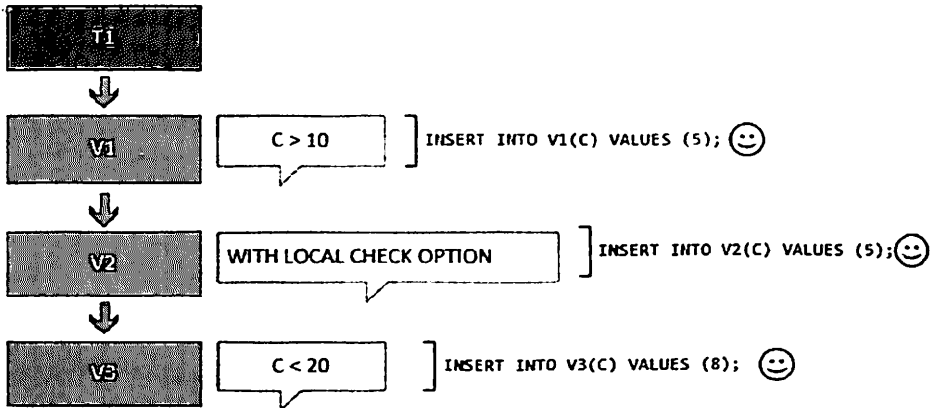 T1
V1
C > 10
INSERT INTO V1(C) VALUES (5);
V2
WITH LOCAL CHECK OPTION
INSERT INTO V2(C) VALUES (5);
V3
C < 20
INSERT INTO V3(C) VALUES (8);